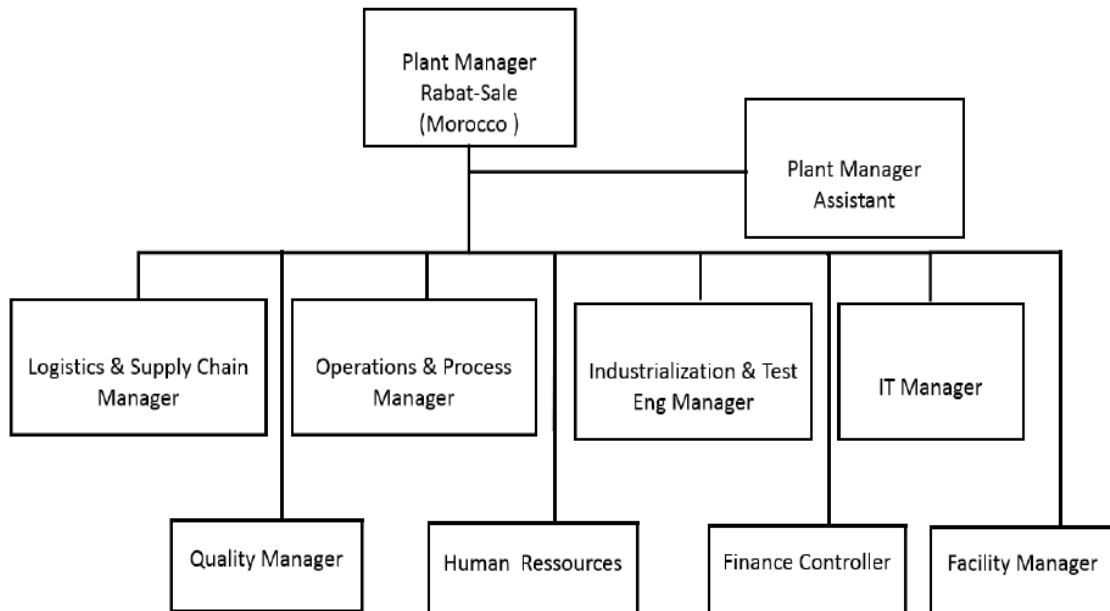 Plant Manager
Rabat-Sale
(Morocco )
Plant Manager
Assistant
Logistics & Supply Chain
Manager
Operations & Process
Manager
Industrialization & Test
Eng Manager
IT Manager
Quality Manager
Human Ressources
Finance Controller
Facility Manager